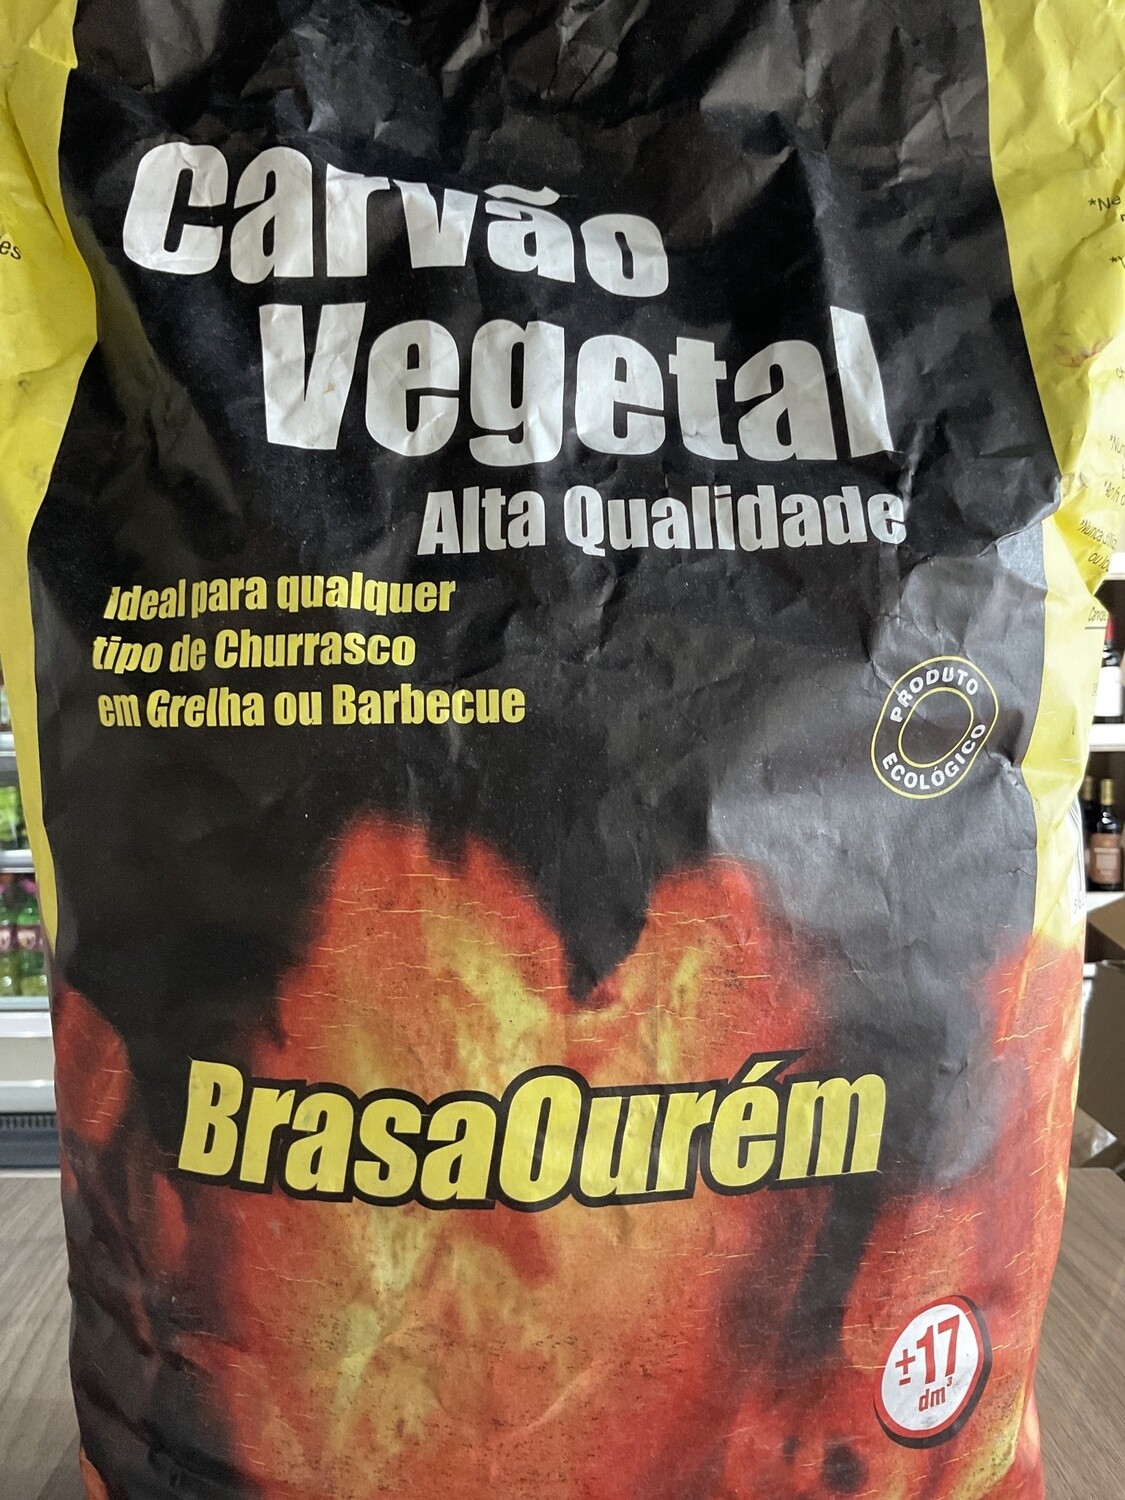 Carvão
Vegetal
Alta Qualidade
Ideal para qualquer
tipo de Churrasco
em Grelha ou Barbecue
PRODUTO
ECOLÓGICO
BrasaOurém
±17
dm³